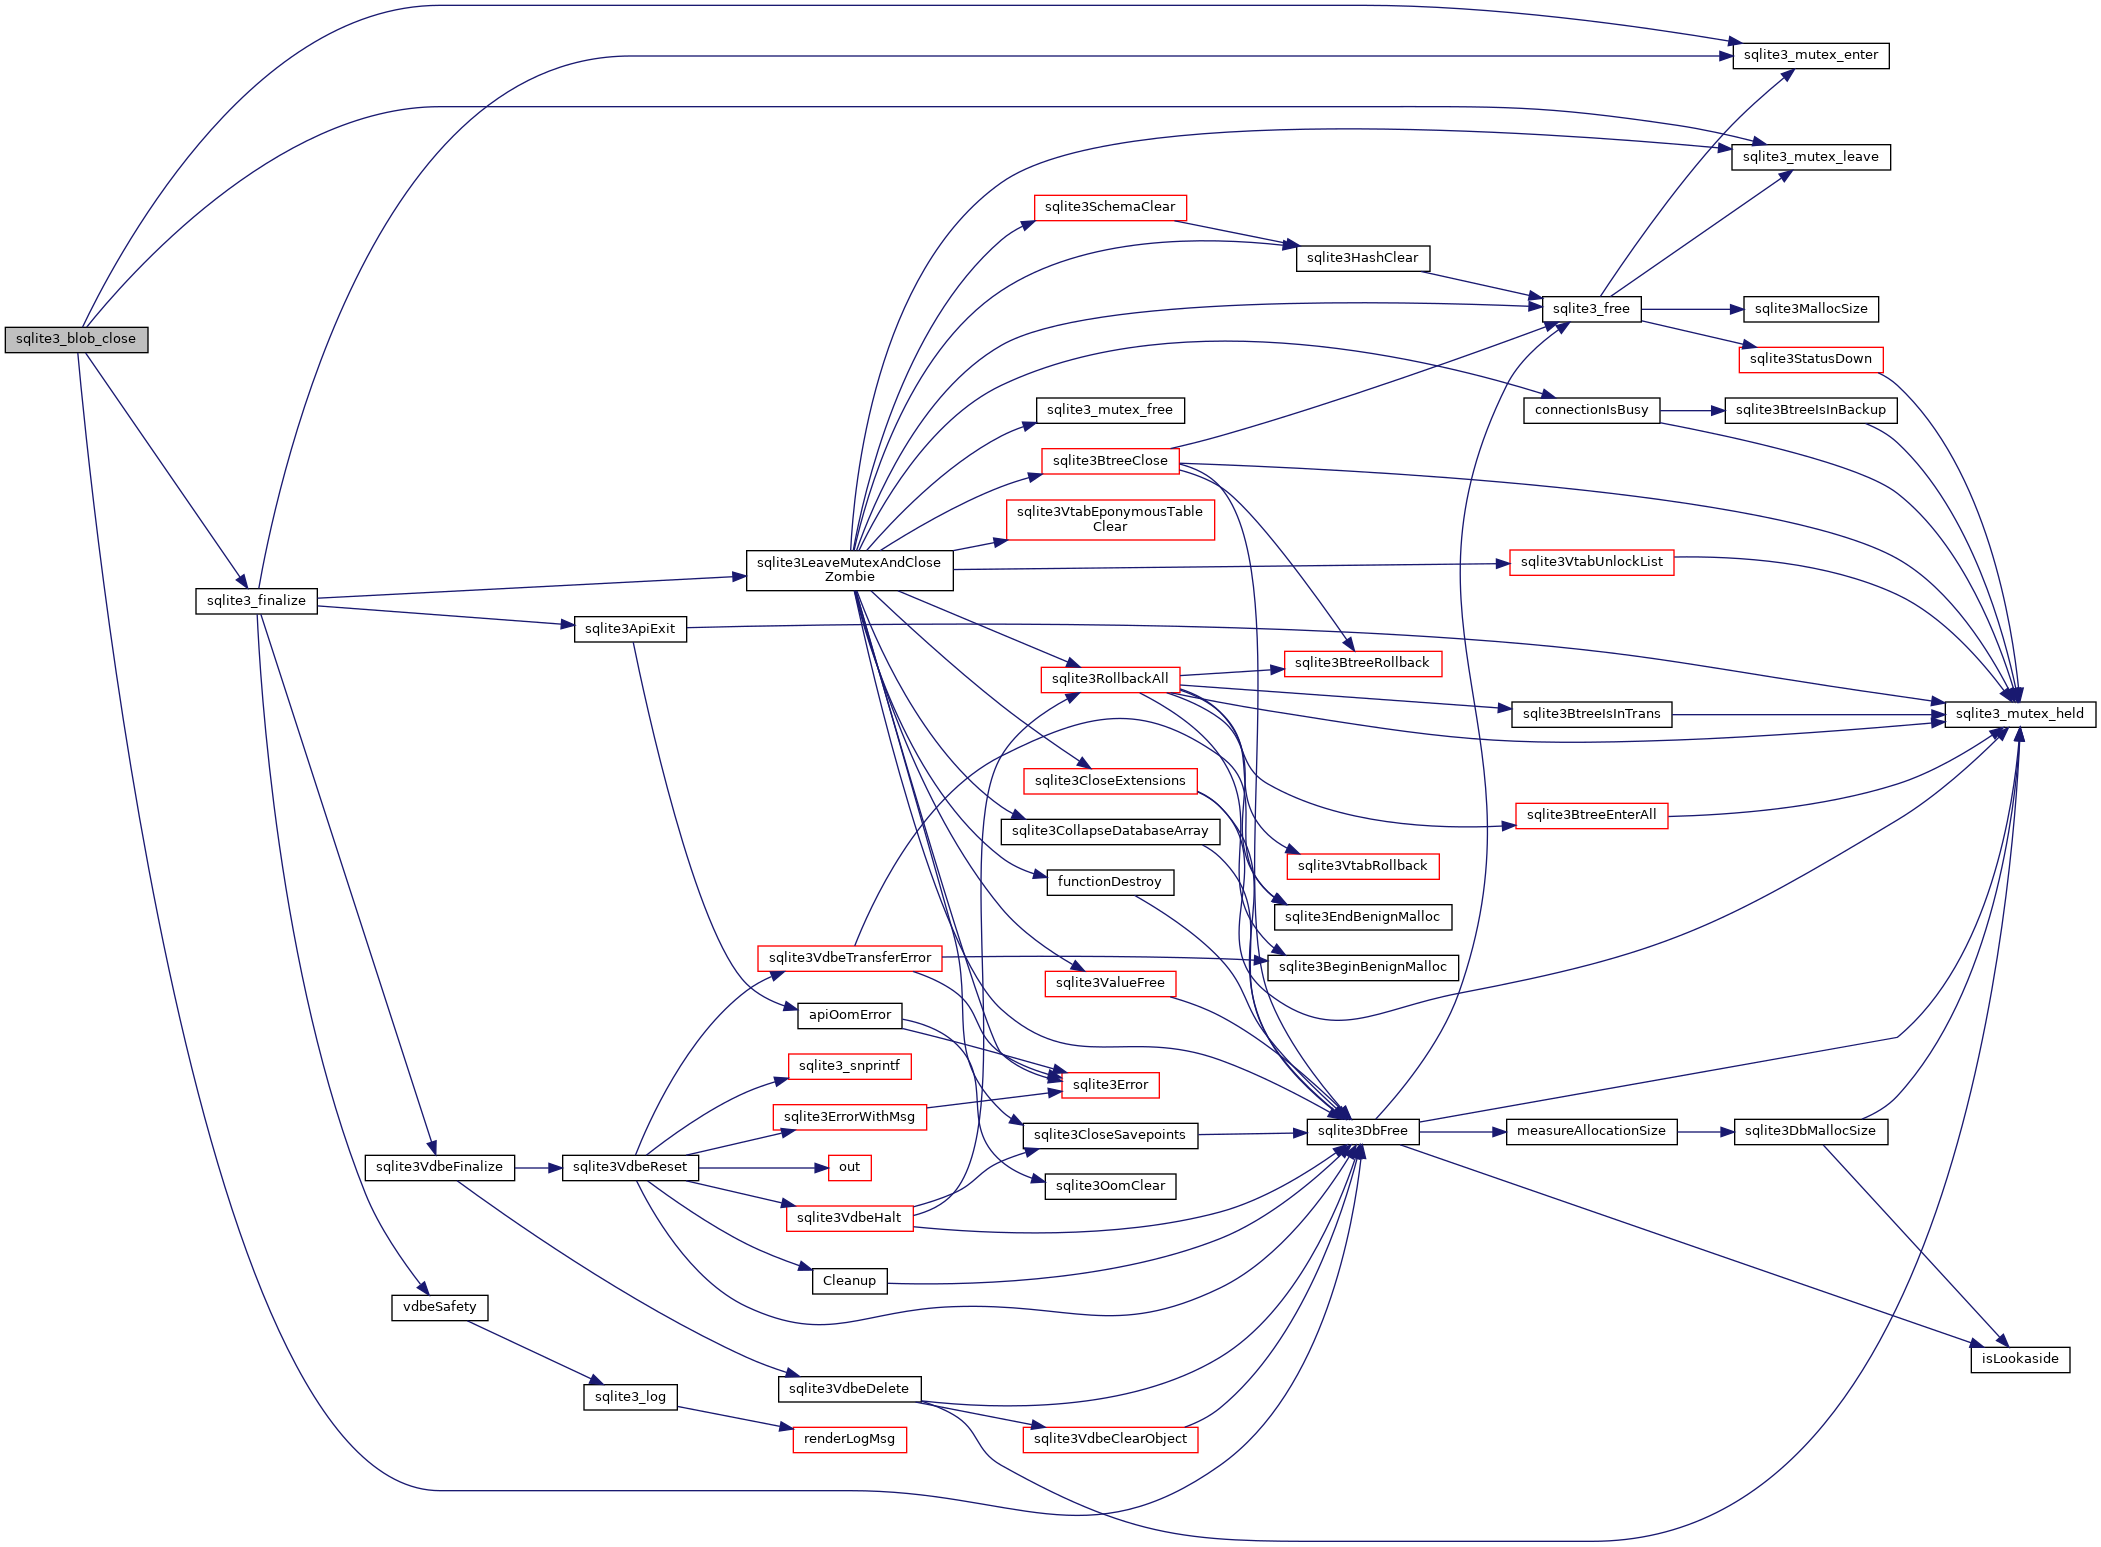 sqlite3_blob_close
sqlite3_finalize
sqlite3VdbeFinalize
vdbeSafety
sqlite3ApiExit
sqlite3VdbeReset
sqlite3_log
sqlite3LeaveMutexAndClose
Zombie
sqlite3VdbeTransferError
apiOomError
sqlite3_snprintf
sqlite3ErrorWithMsg
out
sqlite3VdbeHalt
Cleanup
sqlite3VdbeDelete
renderLogMsg
sqlite3SchemaClear
sqlite3_mutex_free
sqlite3BtreeClose
sqlite3VtabEponymousTable
Clear
sqlite3RollbackAll
sqlite3CloseExtensions
sqlite3CollapseDatabaseArray
functionDestroy
sqlite3ValueFree
sqlite3Error
sqlite3CloseSavepoints
sqlite3OomClear
sqlite3VdbeClearObject
sqlite3HashClear
sqlite3BtreeRollback
sqlite3VtabRollback
sqlite3EndBenignMalloc
sqlite3BeginBenignMalloc
sqlite3DbFree
sqlite3_free
connectionIsBusy
sqlite3VtabUnlockList
sqlite3BtreeIsInTrans
sqlite3BtreeEnterAll
measureAllocationSize
sqlite3_mutex_enter
sqlite3_mutex_leave
sqlite3MallocSize
sqlite3StatusDown
sqlite3BtreeIsInBackup
sqlite3DbMallocSize
sqlite3_mutex_held
isLookaside